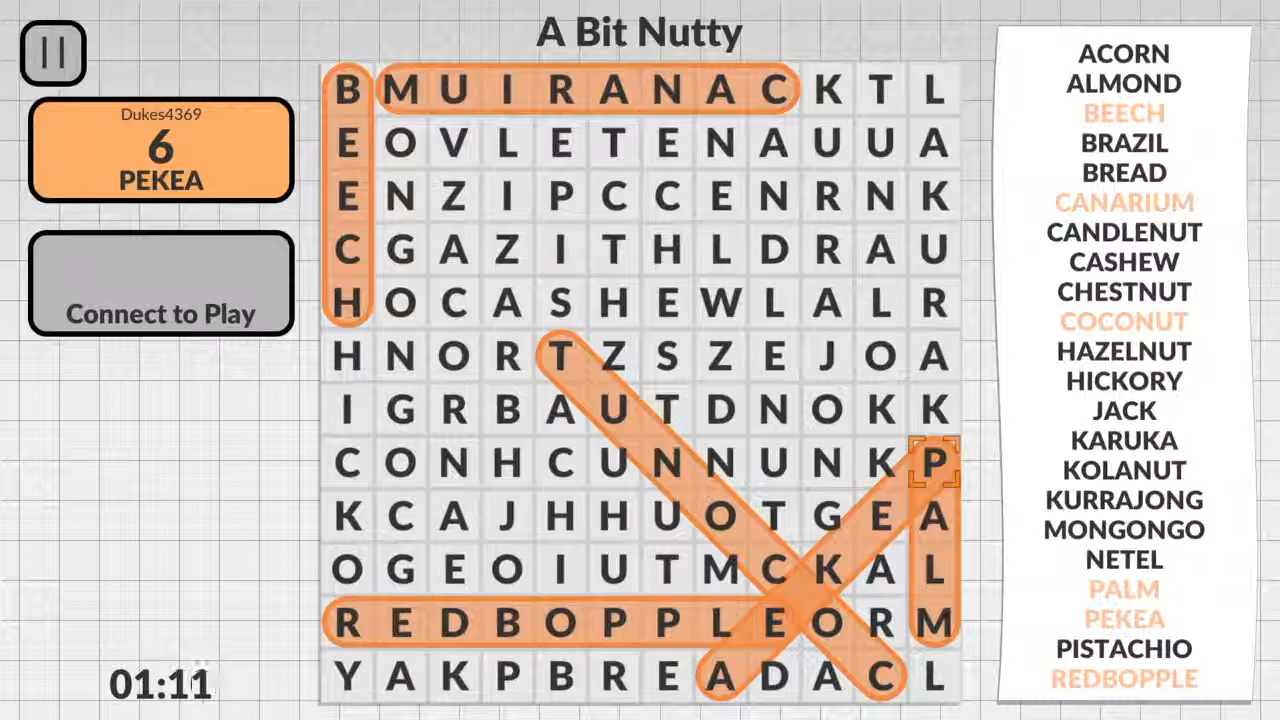 A Bit Nutty
Dukes4369
6
PEKEA
Connect to Play
01:11
B M U I R A N A C K T L
E O V L E T E N A U U A
E N Z I P C C E N R N K
C G A Z I T H L D R A U
H O C A S H E W L A L R
H N O R T Z S Z E J O A
I G R B A U T D N O K K
C O N H C U N N U N K P
K C A J H H U O T G E A
O G E O I U T M C K A L
R E D B O P P L E O R M
Y A K P B R E A D A C L
ACORN
ALMOND
BEECH
BRAZIL
BREAD
CANARIUM
CANDLENUT
CASHEW
CHESTNUT
COCONUT
HAZELNUT
HICKORY
JACK
KARUKA
KOLANUT
KURRAJONG
MONGONGO
NETEL
PALM
PEKEA
PISTACHIO
REDBOPPLE